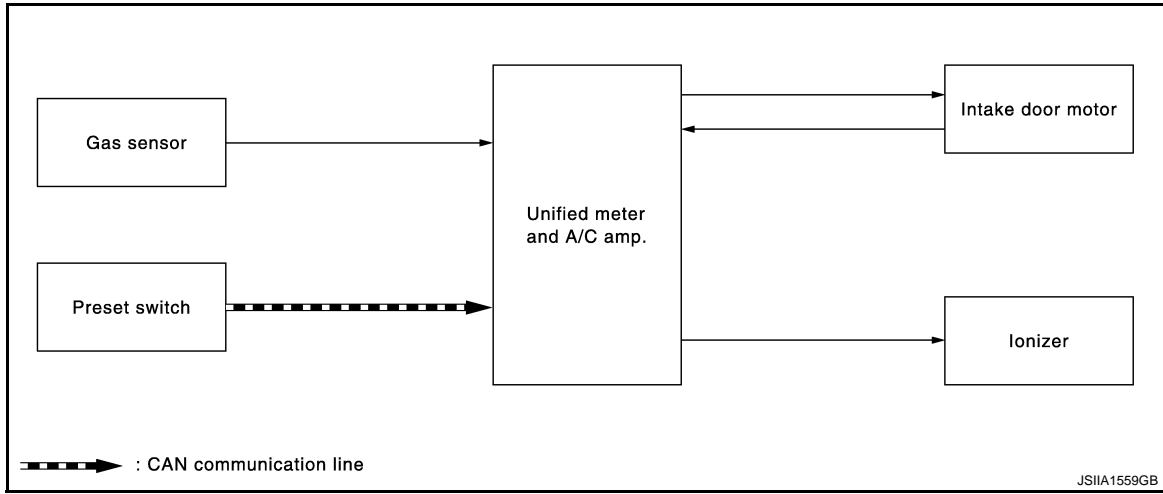 Gas sensor
Preset switch
Unified meter
and A/C amp.
Intake door motor
Ionizer
: CAN communication line
JSIIA1559GB